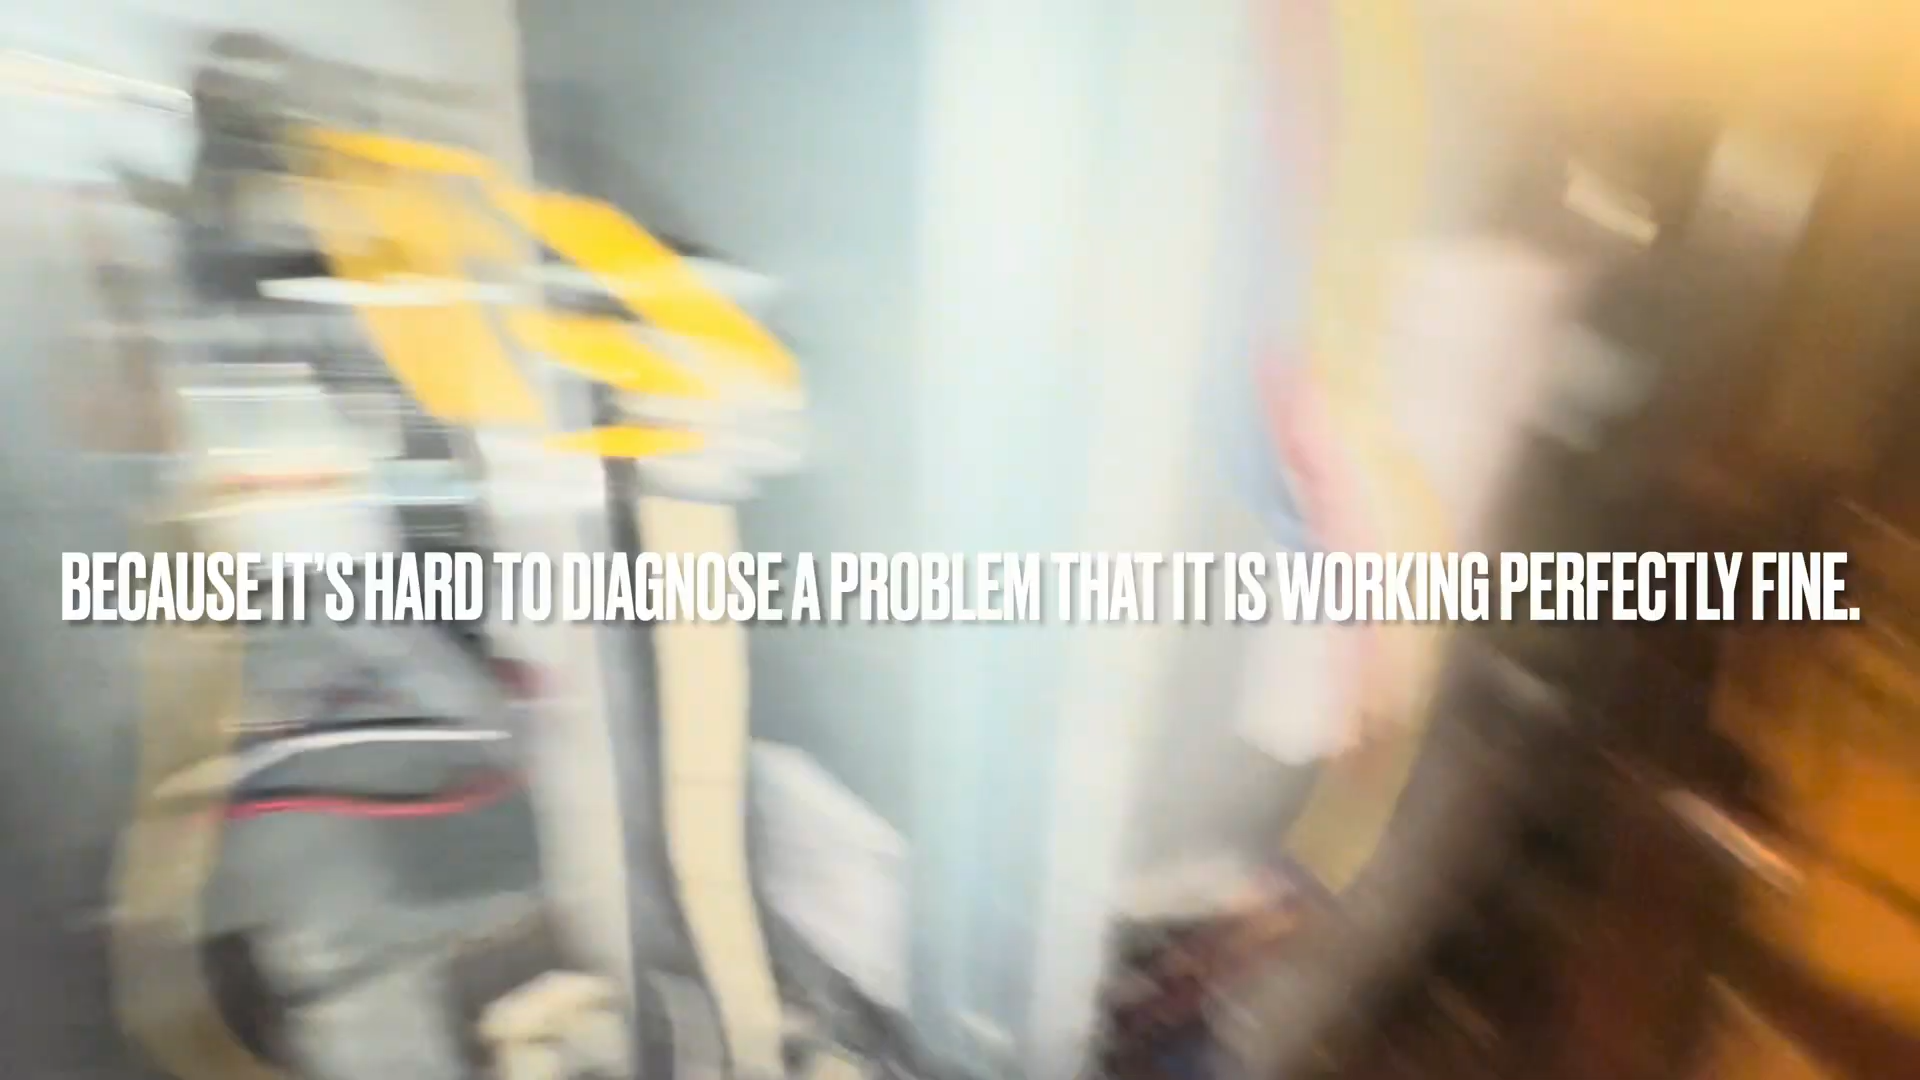 BECAUSE IT'S HARD TO DIAGNOSE A PROBLEM THAT IT IS WORKING PERFECTLY FINE.